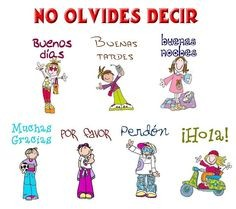 NO OLVIDES DECIR
Buenos
días
BUENAS
TARDES
buenas
noches
Muchas
Gracias
POR FAVOR
Perdón
¡Hola!